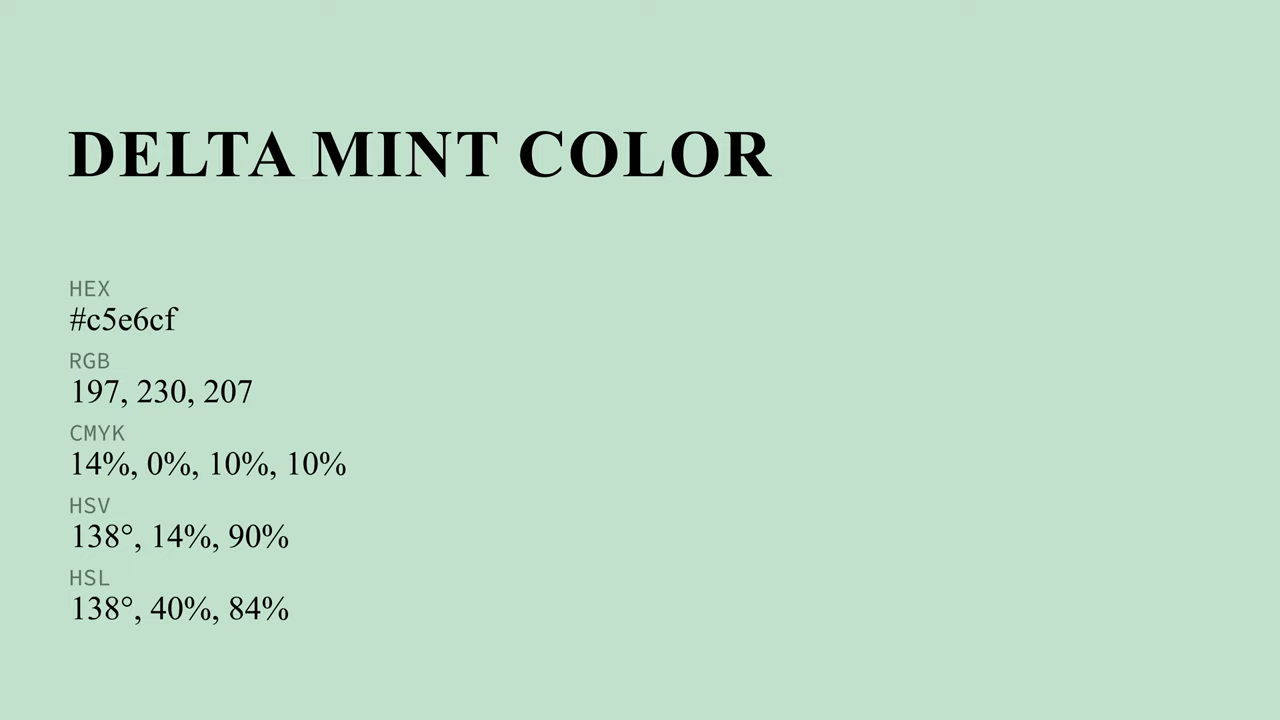 DELTA MINT COLOR
HEX
#c5e6cf
RGB
197, 230, 207
CMYK
14%, 0%, 10%, 10%
HSV
138°, 14%, 90%
HSL
138°, 40%, 84%